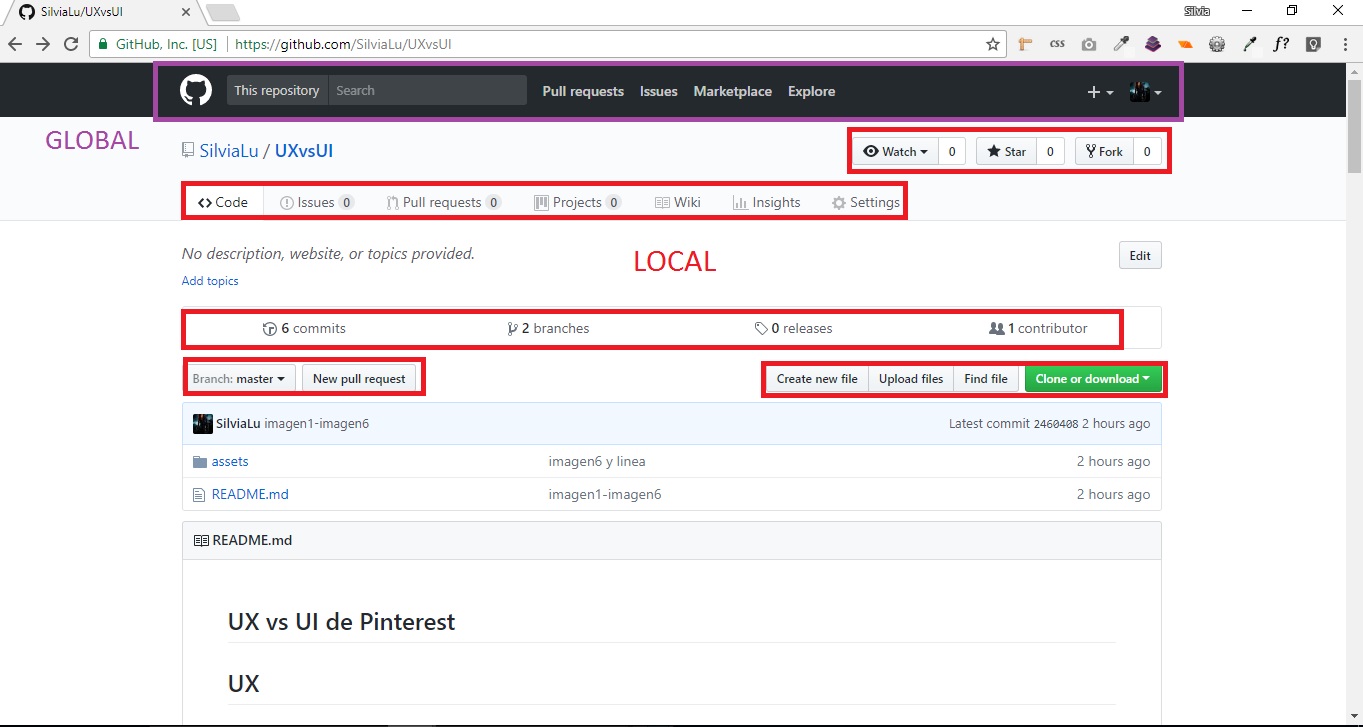 SilviaLu/UXvsUI
Silvia
GitHub, Inc. [US] https://github.com/SilviaLu/UXvsUI
CSS
f?
This repository Search Pull requests Issues Marketplace Explore
GLOBAL
SilviaLu / UXvsUI
Watch 0 Star 0 Fork 0
Code Issues 0 Pull requests 0 Projects 0 Wiki Insights Settings
No description, website, or topics provided.
LOCAL
Edit
Add topics
6 commits 2 branches 0 releases 1 contributor
Branch: master New pull request Create new file Upload files Find file Clone or download
SilviaLu imagen1-imagen6 Latest commit 2460408 2 hours ago
assets imagen6 y linea 2 hours ago
README.md imagen1-imagen6 2 hours ago
README.md
UX vs UI de Pinterest
UX